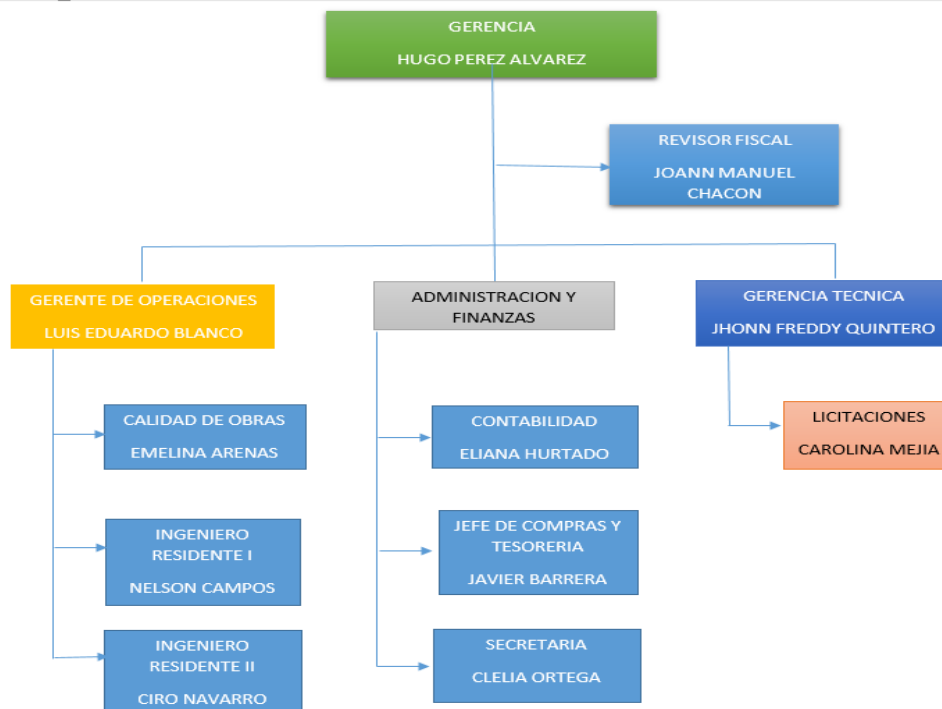 GERENCIA
HUGO PEREZ ALVAREZ
REVISOR FISCAL
JOANN MANUEL
CHACON
GERENTE DE OPERACIONES
LUIS EDUARDO BLANCO
ADMINISTRACION Y
FINANZAS
GERENCIA TECNICA
JHONN FREDDY QUINTERO
CALIDAD DE OBRAS
EMELINA ARENAS
INGENIERO
RESIDENTE I
NELSON CAMPOS
INGENIERO
RESIDENTE II
CIRO NAVARRO
CONTABILIDAD
ELIANA HURTADO
JEFE DE COMPRAS Y
TESORERIA
JAVIER BARRERA
SECRETARIA
CLELIA ORTEGA
LICITACIONES
CAROLINA MEJIA